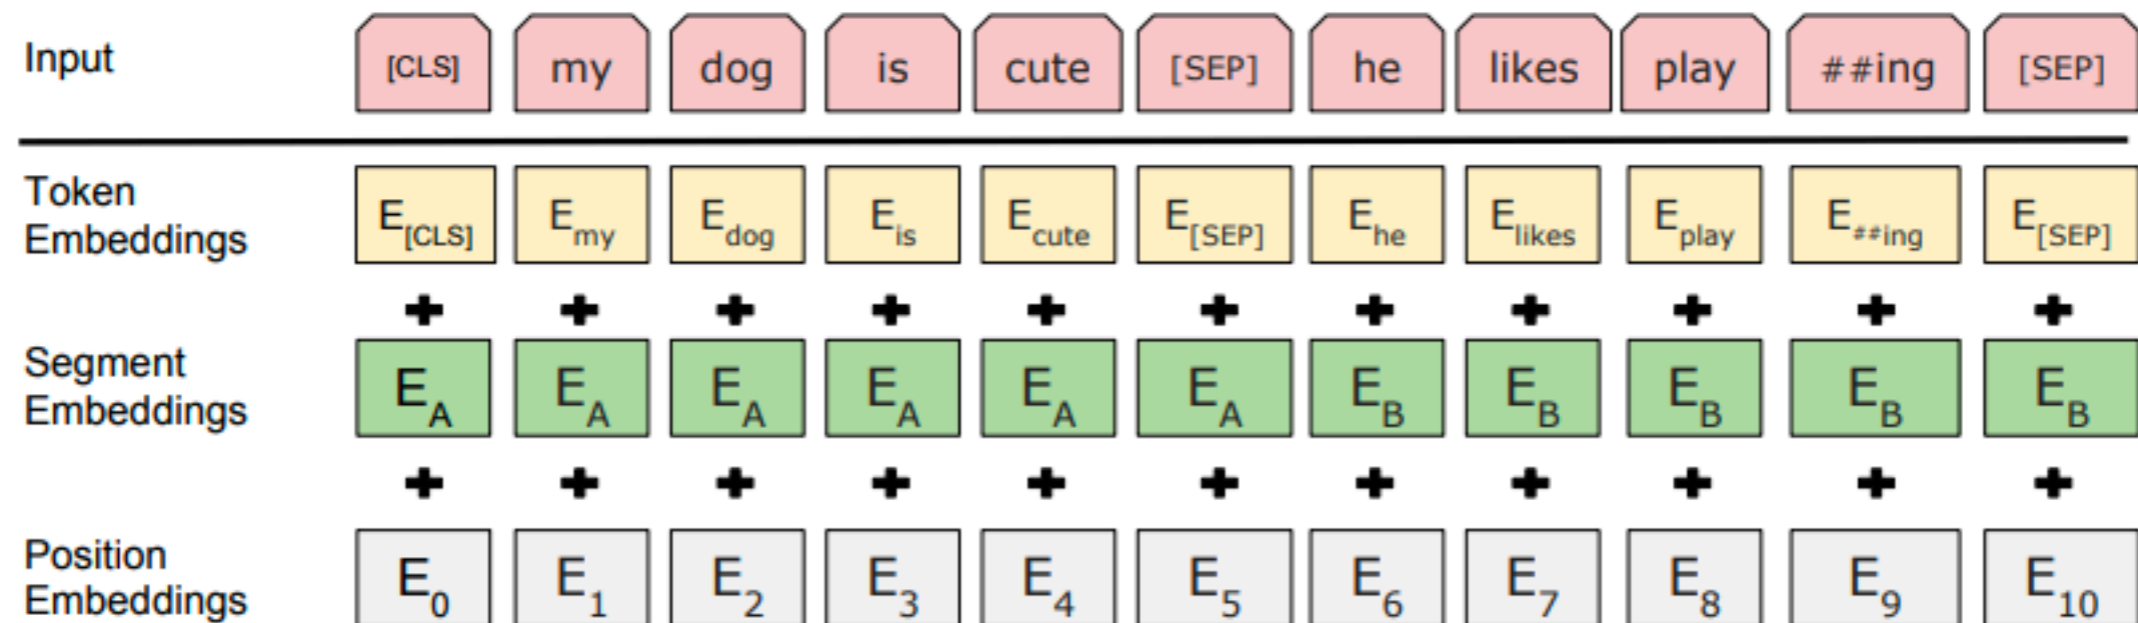 Input [CLS] my dog is cute [SEP] he likes play ##ing [SEP]
Token Embeddings E[CLS] Emy Edog Eis Ecute E[SEP] Ehe Elikes Eplay E##ing E[SEP]
+ + + + + + + + + + +
Segment Embeddings EA EA EA EA EA EA EB EB EB EB EB
+ + + + + + + + + + +
Position Embeddings E0 E1 E2 E3 E4 E5 E6 E7 E8 E9 E10